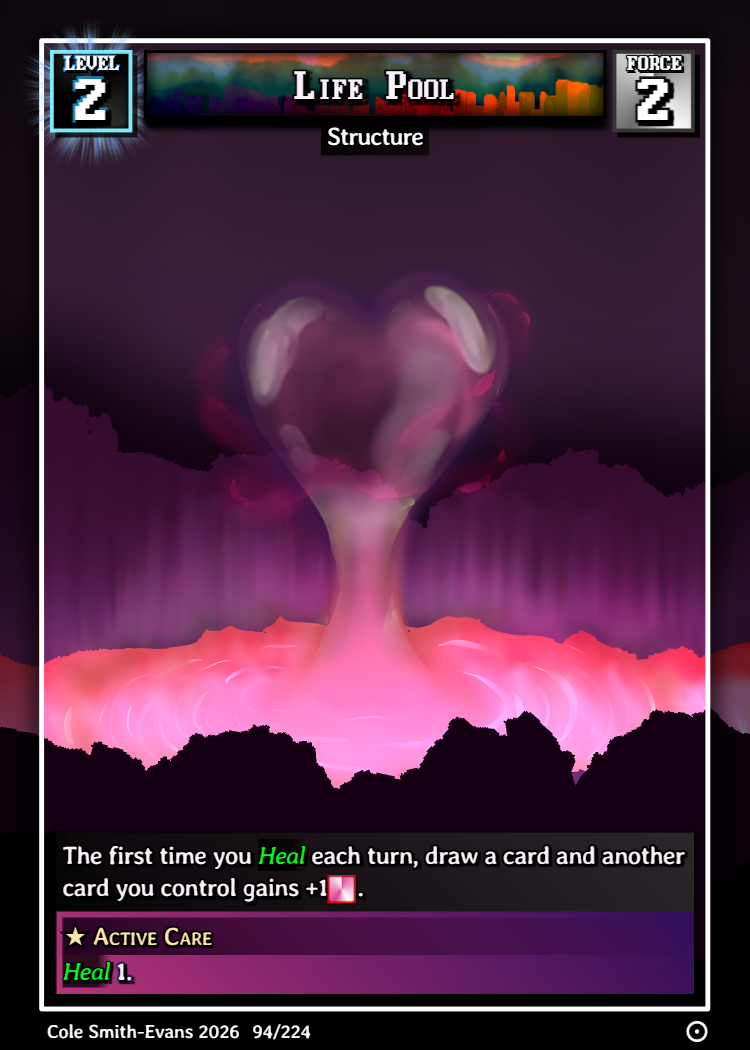 LEVEL
2
Life Pool
FORCE
2
Structure
The first time you Heal each turn, draw a card and another
card you control gains +1.
★ Active Care
Heal 1.
Cole Smith-Evans 2026 94/224